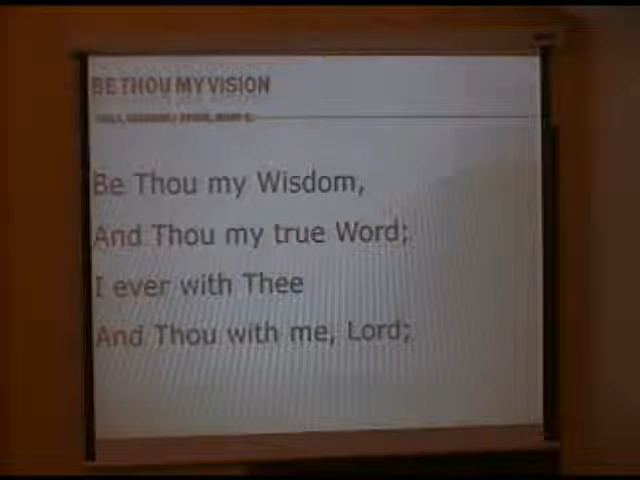 BE THOU MY VISION
Be Thou my Wisdom,
And Thou my true Word;
I ever with Thee
And Thou with me, Lord;